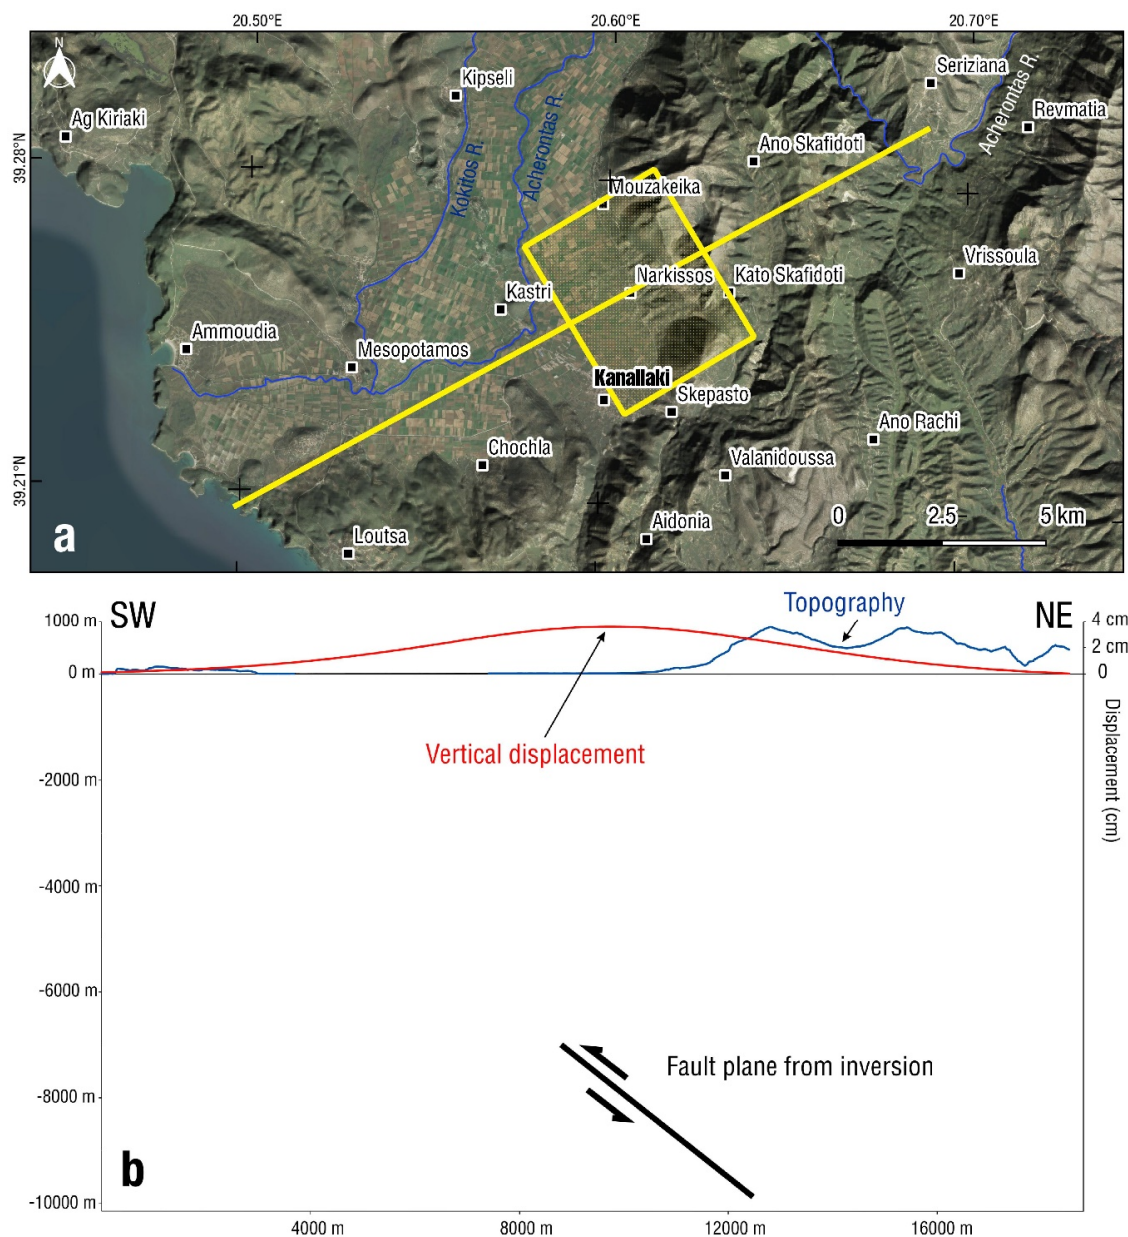 20.50°E 20.60°E 20.70°E
N
39.28°N
39.21°N
Ag Kiriaki
Kipseli
Seriziana
Revmatia
Acherontas R.
Kokitos R.
Acherontas R.
Ano Skafidoti
Mouzakeika
Narkissos
Kato Skafidoti
Vrissoula
Kastri
Ammoudia
Mesopotamos
Kanallaki
Skepasto
Ano Rachi
Chochla
Valanidoussa
Loutsa
Aidonia
0 2.5 5 km
a
SW
NE
Topography
Vertical displacement
1000 m
0 m
-2000 m
-4000 m
-6000 m
-8000 m
-10000 m
4 cm
2 cm
0
Displacement (cm)
Fault plane from inversion
b
4000 m 8000 m 12000 m 16000 m